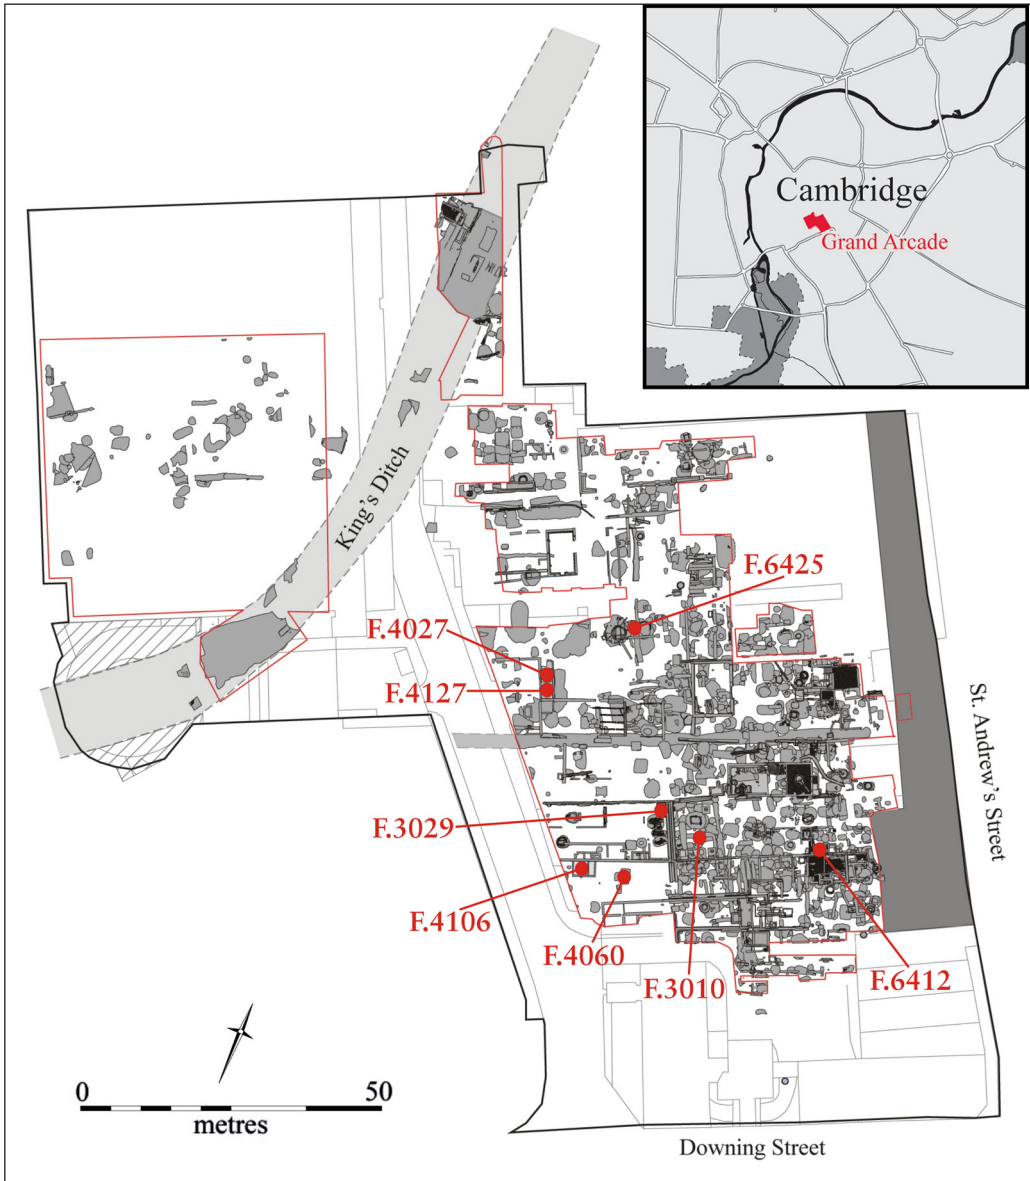 Cambridge
Grand Arcade
King's Ditch
F.6425
F.4027
F.4127
St. Andrew's Street
F.3029
F.4106
F.4060
F.3010
F.6412
0 50
metres
Downing Street